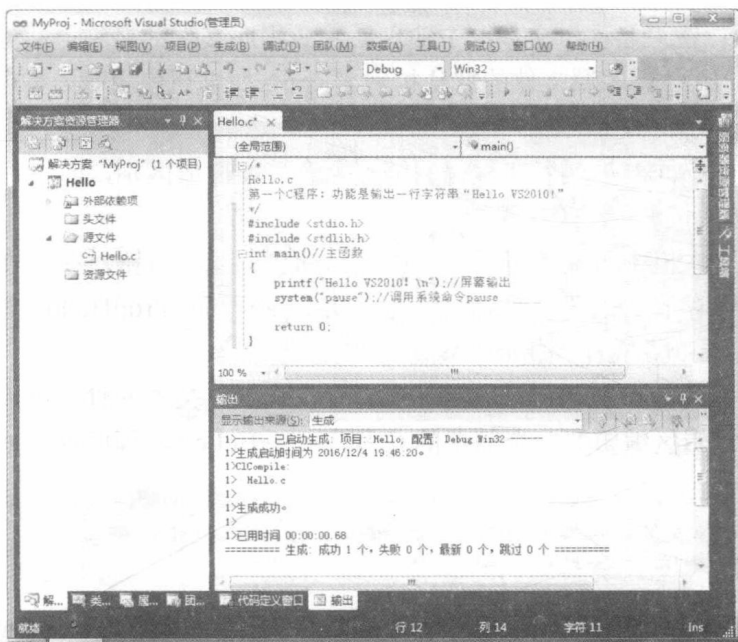 MyProj - Microsoft Visual Studio(管理员)
文件(F) 编辑(E) 视图(V) 项目(P) 生成(B) 调试(D) 团队(M) 数据(A) 工具(T) 测试(S) 窗口(W) 帮助(H)
Debug Win32
解决方案资源管理器
解决方案 "MyProj" (1 个项目)
Hello
外部依赖项
头文件
源文件
Hello.c
资源文件
Hello.c* ×
(全局范围) main()
/*
Hello.c
第一个C程序: 功能是输出一行字符串 "Hello VS2010!"
*/
#include <stdio.h>
#include <stdlib.h>
int main()//主函数
{
printf("Hello VS2010! \n");//屏幕输出
system("pause");//调用系统命令pause
return 0;
}
100 %
输出
显示输出来源(S): 生成
1>------ 已启动生成: 项目: Hello, 配置: Debug Win32 ------
1>生成启动时间为 2016/12/4 19:46:20。
1>ClCompile:
1> Hello.c
1>
1>生成成功。
1>
1>已用时间 00:00:00.68
========== 生成: 成功 1 个，失败 0 个，最新 0 个，跳过 0 个 ==========
解... 类... 属... 团... 代码定义窗口 输出
就绪 行 12 列 14 字符 11 Ins
工具箱